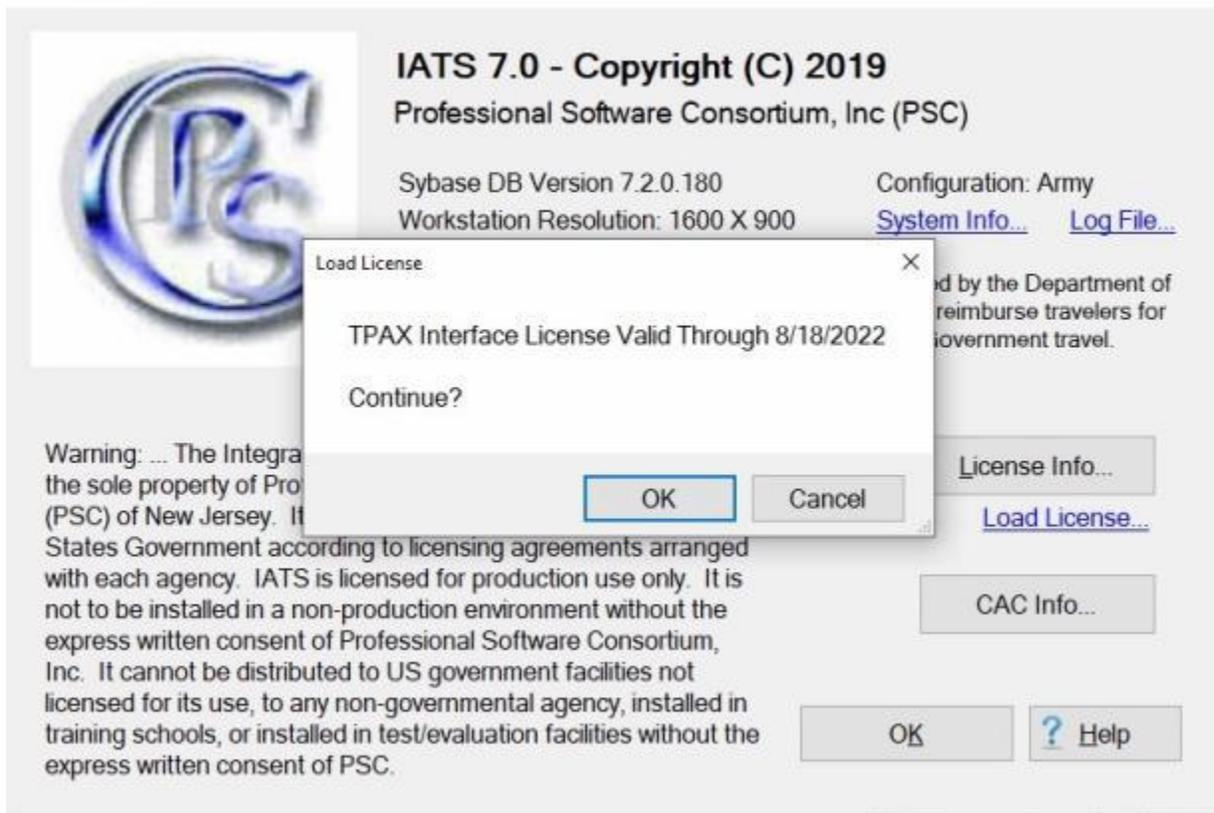 CPS
IATS 7.0 - Copyright (C) 2019
Professional Software Consortium, Inc (PSC)
Sybase DB Version 7.2.0.180
Configuration: Army
Workstation Resolution: 1600 X 900
System Info...
Log File...
Load License
TPAX Interface License Valid Through 8/18/2022
Continue?
OK
Cancel
by the Department of
reimburse travelers for
travel.
Warning: ... The
the sole property of
(PSC) of New Jersey.
States Government according to licensing agreements arranged
with each agency. IATS is licensed for production use only. It is
not to be installed in a non-production environment without the
express written consent of Professional Software Consortium,
Inc. It cannot be distributed to US government facilities not
licensed for its use, to any non-governmental agency, installed in
training schools, or installed in test/evaluation facilities without the
express written consent of PSC.
License Info...
Load License...
CAC Info...
OK
? Help